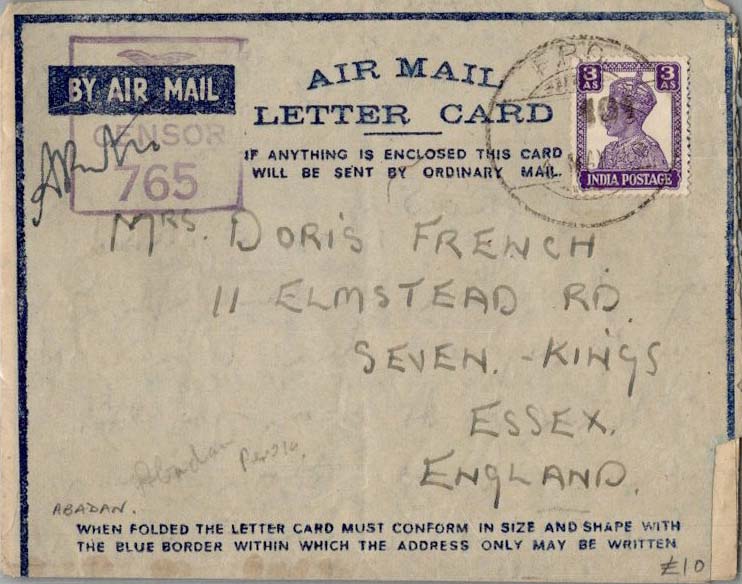 BY AIR MAIL
AIR MAIL
LETTER CARD
IF ANYTHING IS ENCLOSED THIS CARD
WILL BE SENT BY ORDINARY MAIL.
CENSOR
765
F.P.O.
3 AS 3 AS
INDIA POSTAGE
MRS. DORIS FRENCH.
11 ELMSTEAD RD.
SEVEN.-KINGS
ESSEX.
ENGLAND.
Abadan
Persia.
ABADAN.
WHEN FOLDED THE LETTER CARD MUST CONFORM IN SIZE AND SHAPE WITH
THE BLUE BORDER WITHIN WHICH THE ADDRESS ONLY MAY BE WRITTEN
£10